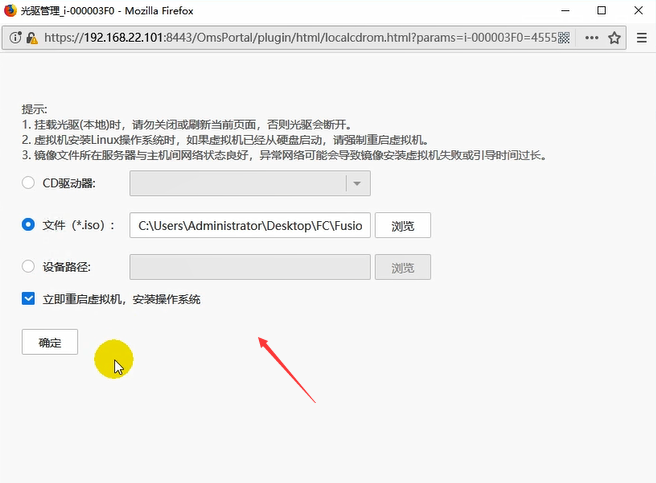 光驱管理_i-000003F0 - Mozilla Firefox
https://192.168.22.101:8443/OmsPortal/plugin/html/localcdrom.html?params=i-000003F0=4555
提示:
1. 挂载光驱(本地)时，请勿关闭或刷新当前页面，否则光驱会断开。
2. 虚拟机安装Linux操作系统时，如果虚拟机已经从硬盘启动，请强制重启虚拟机。
3. 镜像文件所在服务器与主机间网络状态良好，异常网络可能会导致镜像安装虚拟机失败或引导时间过长。
CD驱动器:
文件（*.iso）: C:\Users\Administrator\Desktop\FC\Fusio 浏览
设备路径: 浏览
立即重启虚拟机，安装操作系统
确定